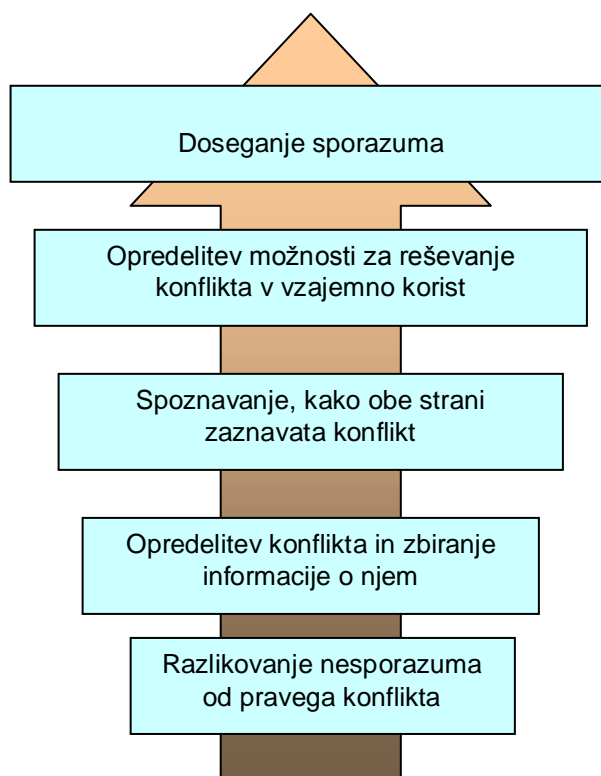 Doseganje sporazuma
Opredelitev možnosti za reševanje
konflikta v vzajemno korist
Spoznavanje, kako obe strani
zaznavata konflikt
Opredelitev konflikta in zbiranje
informacije o njem
Razlikovanje nesporazuma
od pravega konflikta